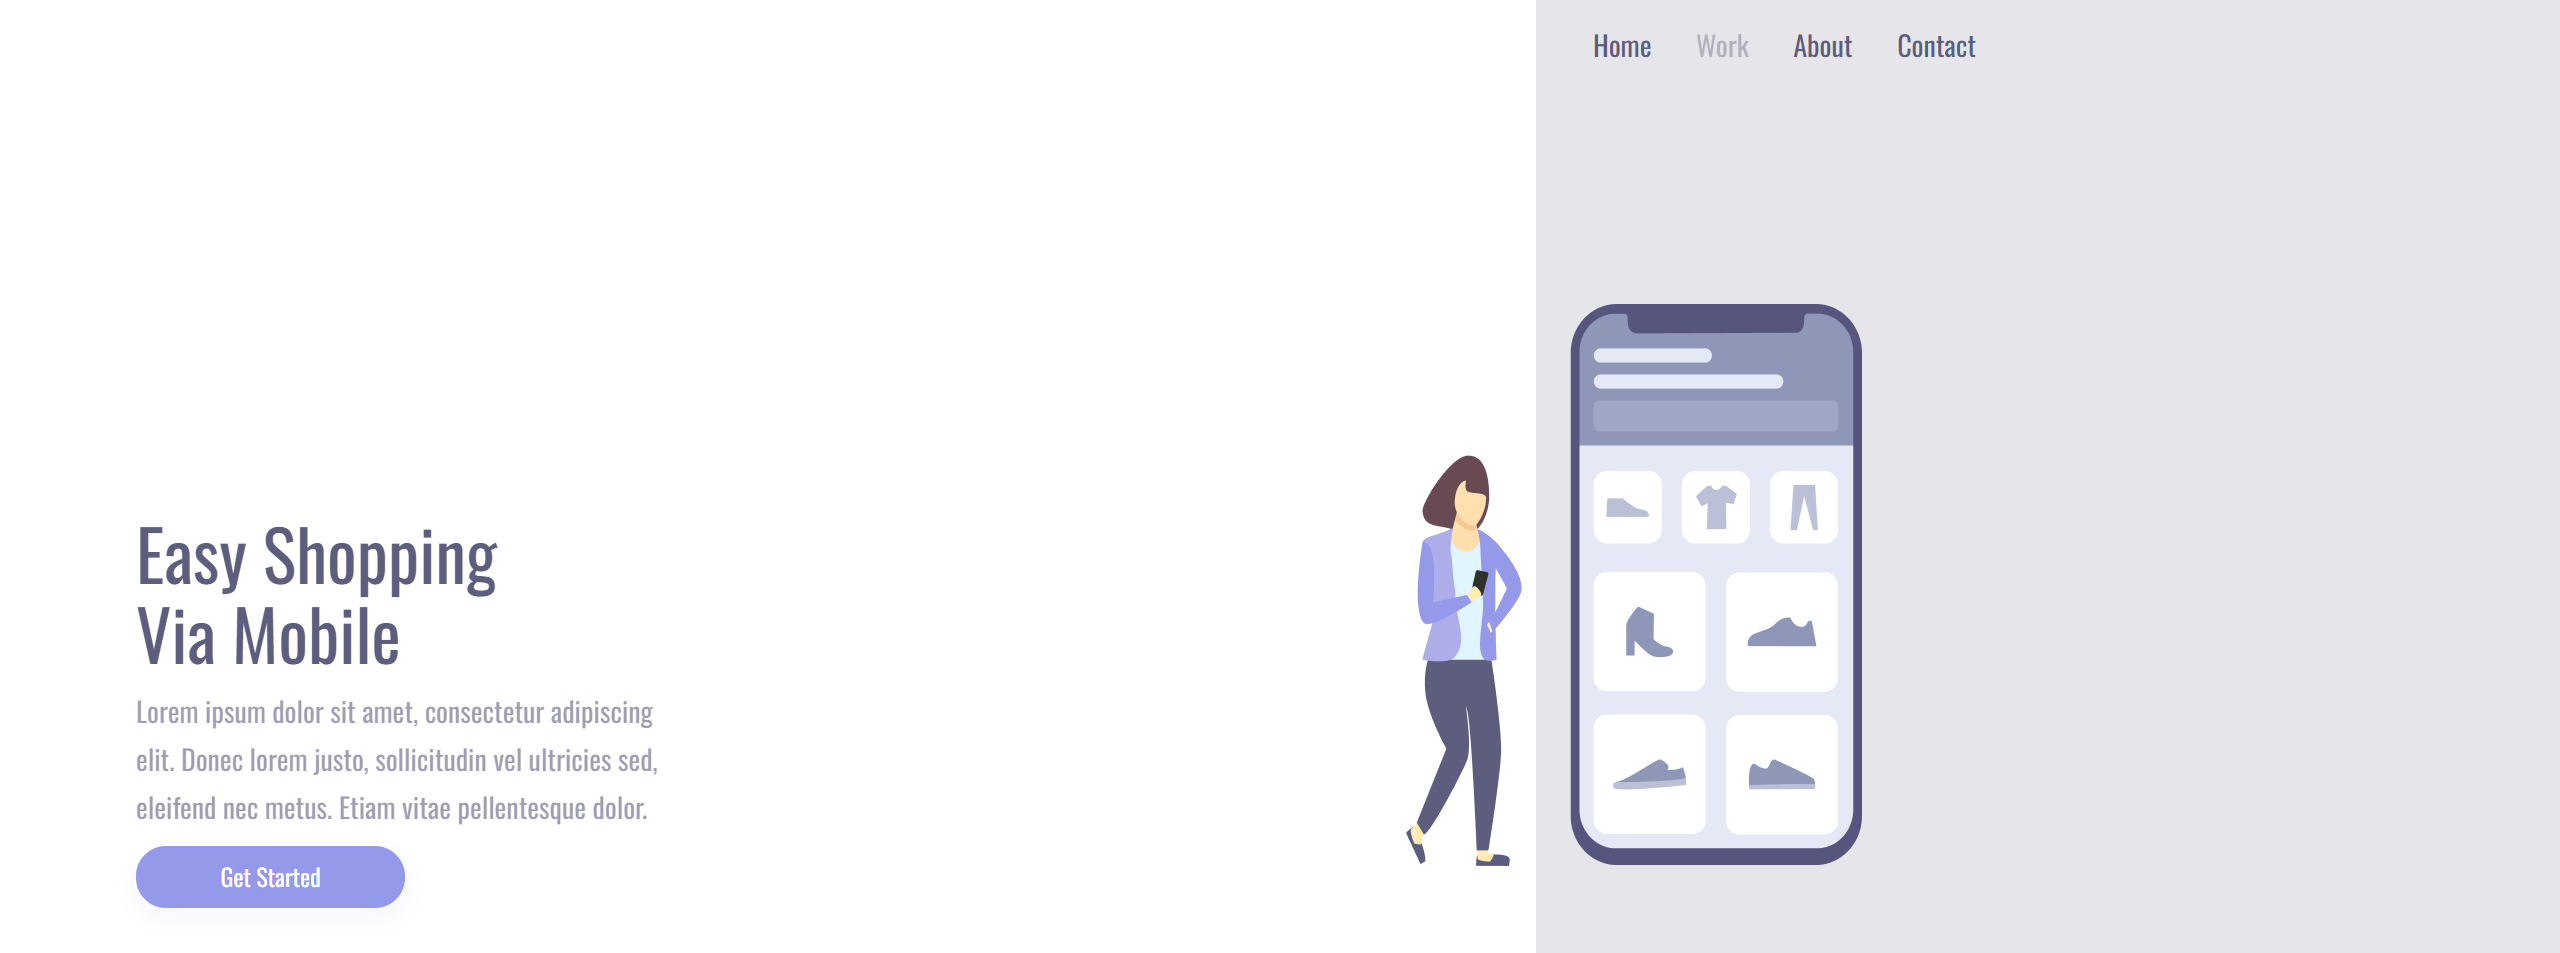 Home Work About Contact
Easy Shopping
Via Mobile
Lorem ipsum dolor sit amet, consectetur adipiscing
elit. Donec lorem justo, sollicitudin vel ultricies sed,
eleifend nec metus. Etiam vitae pellentesque dolor.
Get Started